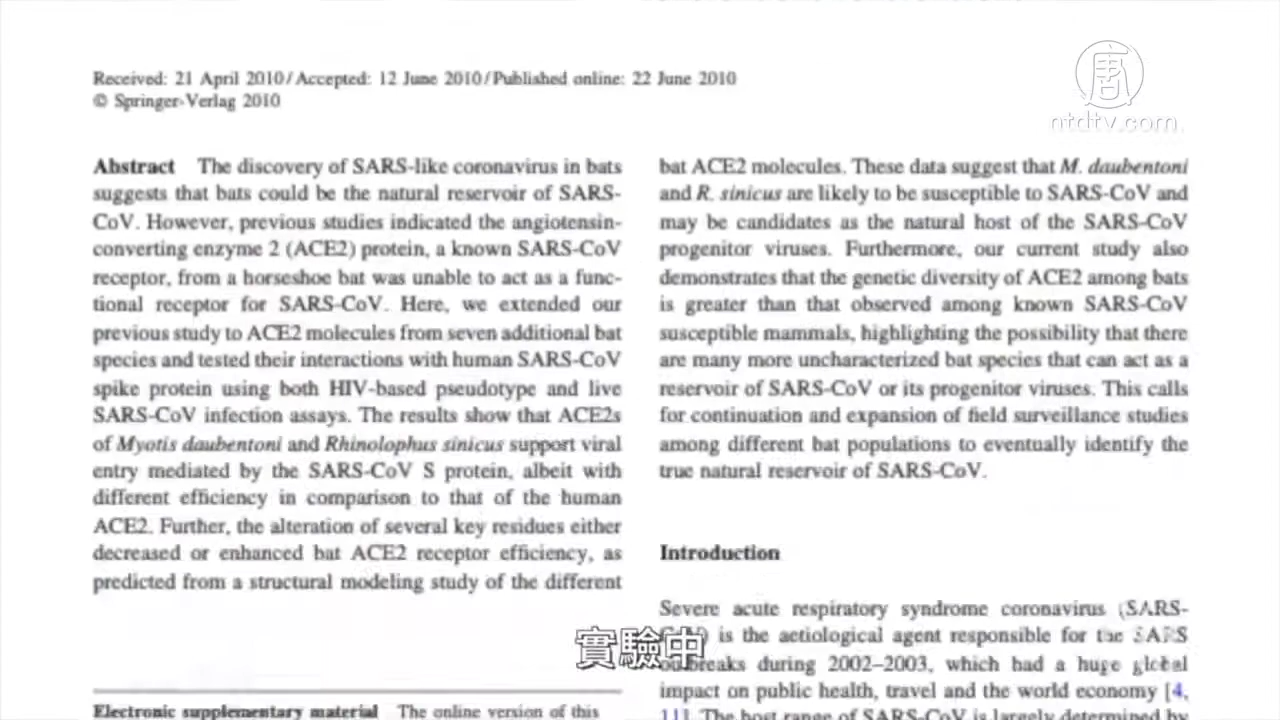 Received: 21 April 2010 / Accepted: 12 June 2010 / Published online: 22 June 2010
© Springer-Verlag 2010
唐
ntdtv.com
Abstract The discovery of SARS-like coronavirus in bats
suggests that bats could be the natural reservoir of SARS-
CoV. However, previous studies indicated the angiotensin-
converting enzyme 2 (ACE2) protein, a known SARS-CoV
receptor, from a horseshoe bat was unable to act as a func-
tional receptor for SARS-CoV. Here, we extended our
previous study to ACE2 molecules from seven additional bat
species and tested their interactions with human SARS-CoV
spike protein using both HIV-based pseudotype and live
SARS-CoV infection assays. The results show that ACE2s
of Myotis daubentoni and Rhinolophus sinicus support viral
entry mediated by the SARS-CoV S protein, albeit with
different efficiency in comparison to that of the human
ACE2. Further, the alteration of several key residues either
decreased or enhanced bat ACE2 receptor efficiency, as
predicted from a structural modeling study of the different
Electronic supplementary material The online version of this
bat ACE2 molecules. These data suggest that M. daubentoni
and R. sinicus are likely to be susceptible to SARS-CoV and
may be candidates as the natural host of the SARS-CoV
progenitor viruses. Furthermore, our current study also
demonstrates that the genetic diversity of ACE2 among bats
is greater than that observed among known SARS-CoV
susceptible mammals, highlighting the possibility that there
are many more uncharacterized bat species that can act as a
reservoir of SARS-CoV or its progenitor viruses. This calls
for continuation and expansion of field surveillance studies
among different bat populations to eventually identify the
true natural reservoir of SARS-CoV.
Introduction
Severe acute respiratory syndrome coronavirus (SARS-
is the aetiological agent responsible for the SARS
outbreaks during 2002–2003, which had a huge global
impact on public health, travel and the world economy [4,
11]. The host range of SARS-CoV is largely determined by
實驗中